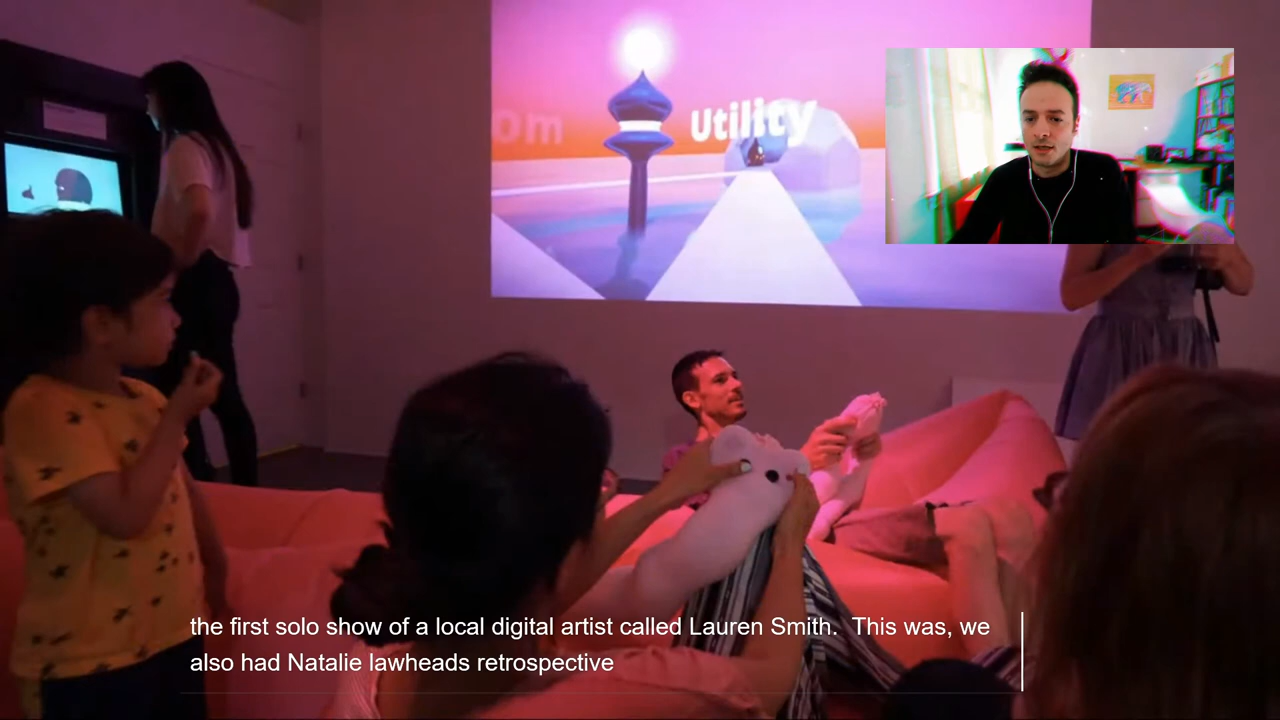 om Utility
the first solo show of a local digital artist called Lauren Smith.  This was, we
also had Natalie lawheads retrospective